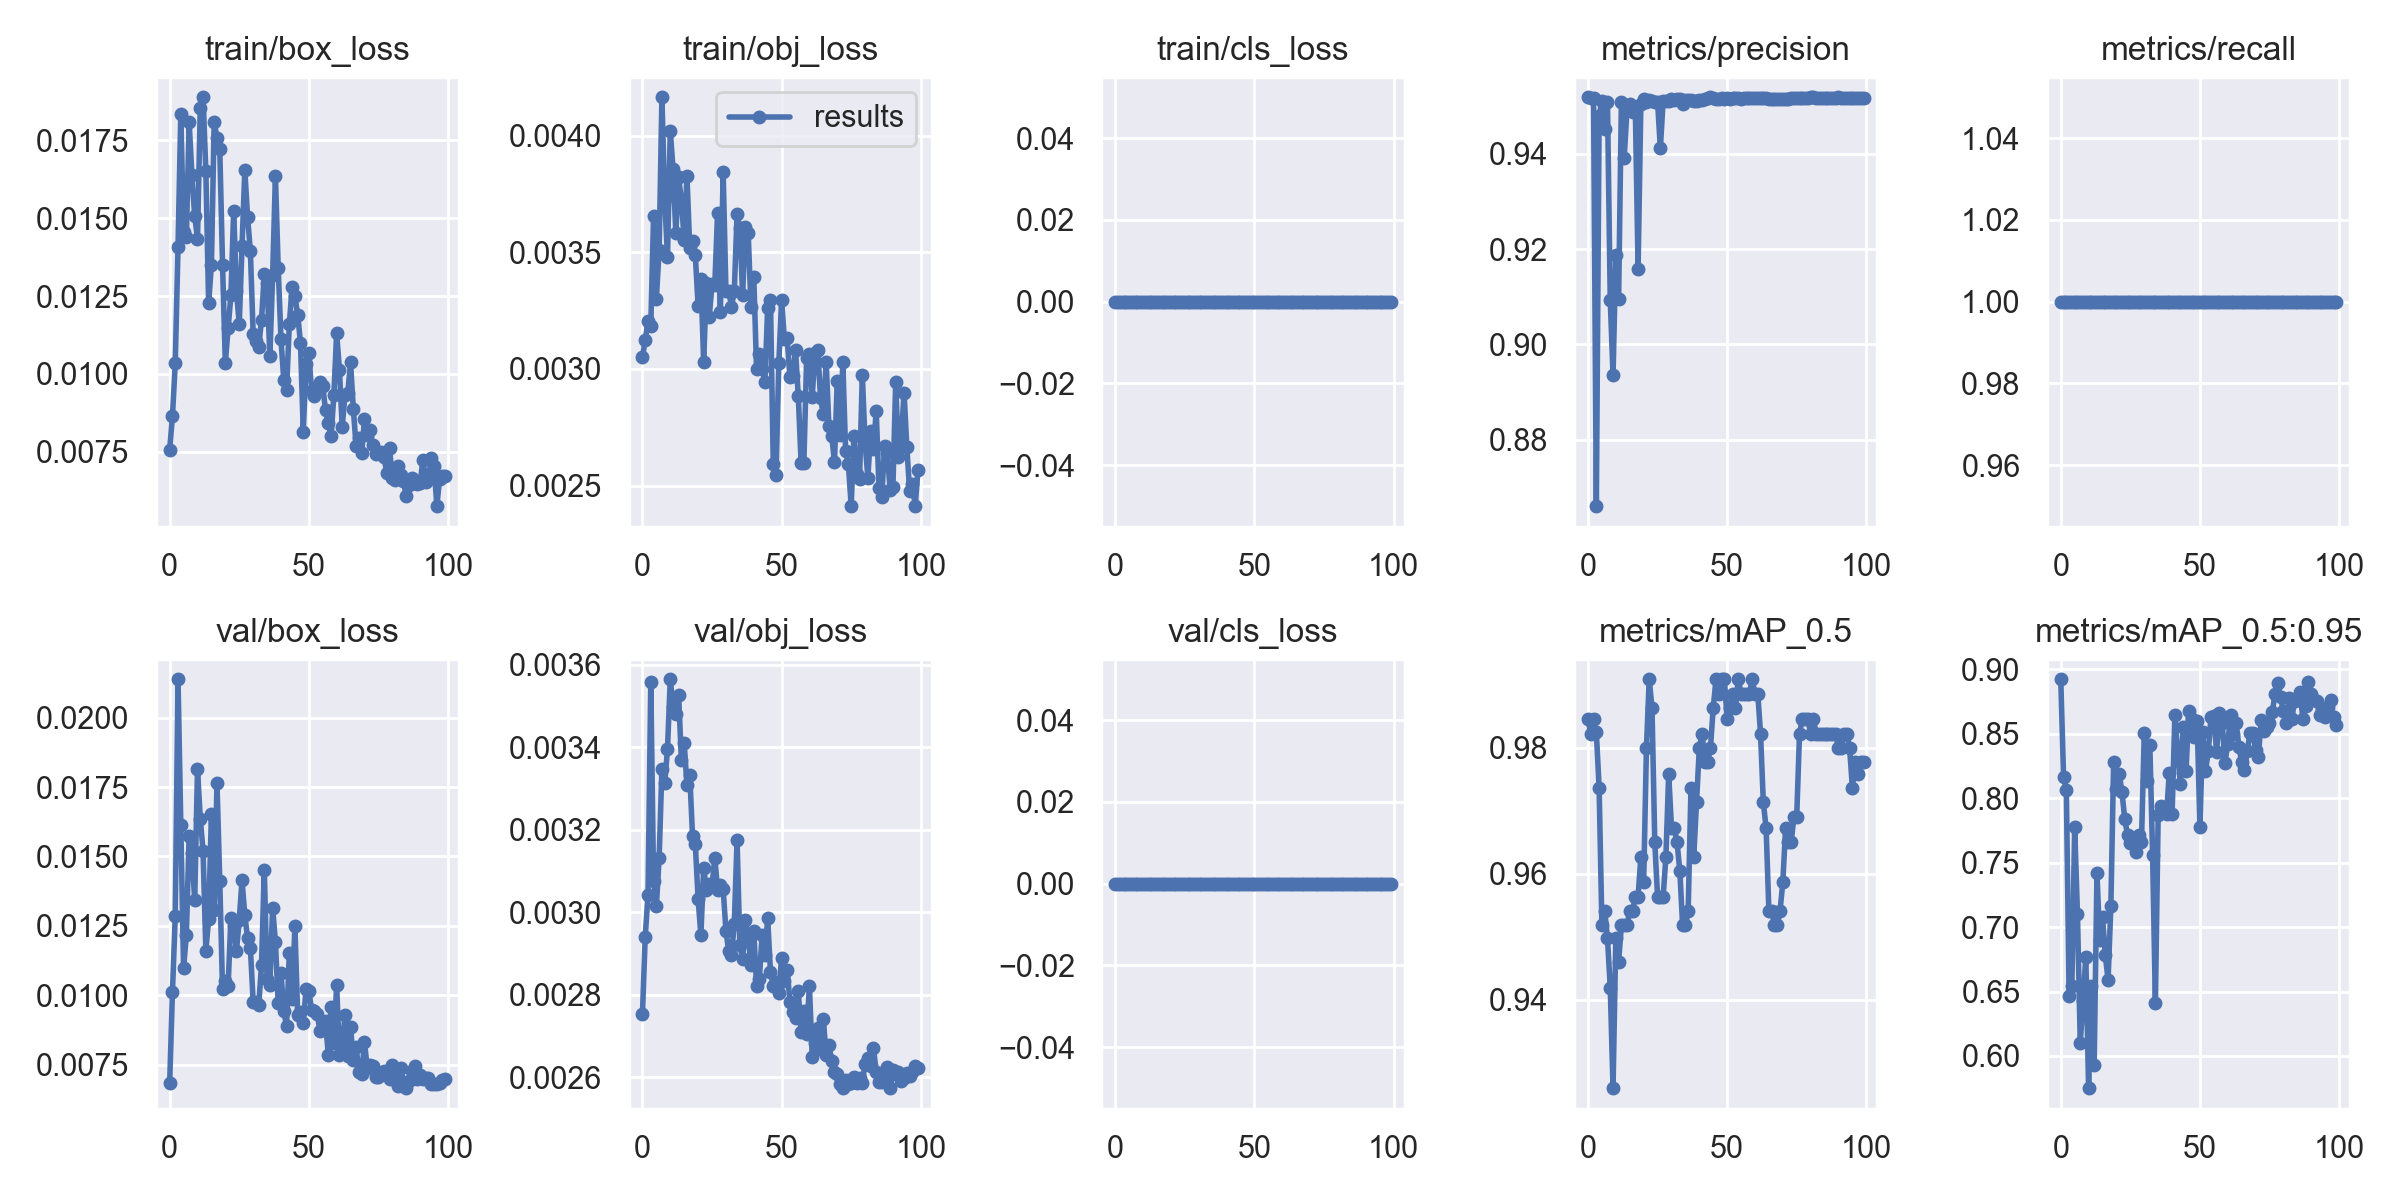 train/box_loss
0.0175
0.0150
0.0125
0.0100
0.0075
0 50 100
train/obj_loss
results
0.0040
0.0035
0.0030
0.0025
0 50 100
train/cls_loss
0.04
0.02
0.00
−0.02
−0.04
0 50 100
metrics/precision
0.94
0.92
0.90
0.88
0 50 100
metrics/recall
1.04
1.02
1.00
0.98
0.96
0 50 100
val/box_loss
0.0200
0.0175
0.0150
0.0125
0.0100
0.0075
0 50 100
val/obj_loss
0.0036
0.0034
0.0032
0.0030
0.0028
0.0026
0 50 100
val/cls_loss
0.04
0.02
0.00
−0.02
−0.04
0 50 100
metrics/mAP_0.5
0.98
0.96
0.94
0 50 100
metrics/mAP_0.5:0.95
0.90
0.85
0.80
0.75
0.70
0.65
0.60
0 50 100